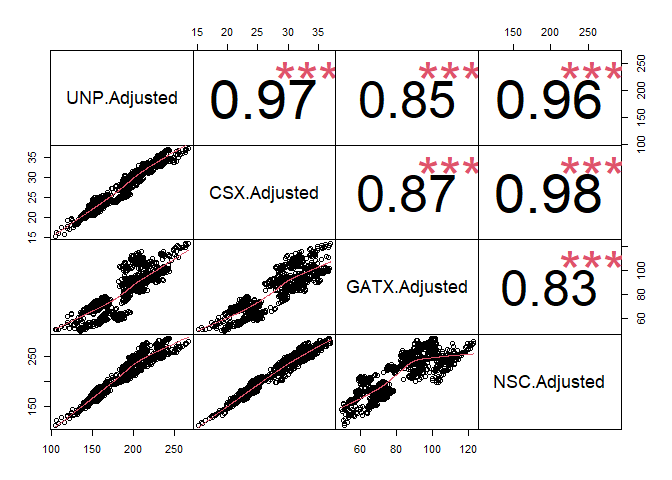 15 20 25 30 35
150 200 250
UNP.Adjusted
0.97
***
0.85
***
0.96
***
100 150 200 250
15 20 25 30 35
CSX.Adjusted
0.87
***
0.98
***
GATX.Adjusted
0.83
***
60 80 100
150 250
NSC.Adjusted
100 150 200 250
60 80 100 120